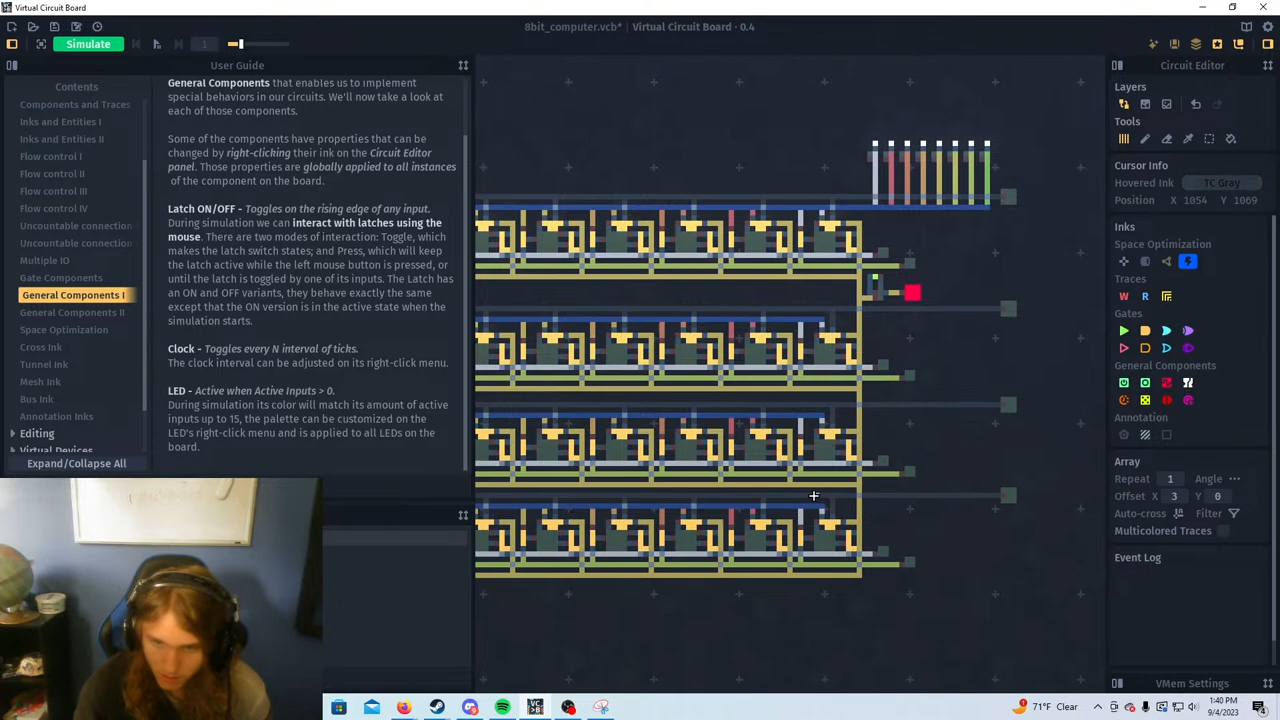 Virtual Circuit Board
8bit_computer.vcb* | Virtual Circuit Board - 0.4
Simulate
1
User Guide
Contents
Components and Traces
Inks and Entities I
Inks and Entities II
Flow control I
Flow control II
Flow control III
Flow control IV
Uncountable connection
Uncountable connection
Multiple IO
Gate Components
General Components I
General Components II
Space Optimization
Cross Ink
Tunnel Ink
Mesh Ink
Bus Ink
Annotation Inks
Editing
Virtual Devices
Expand/Collapse All
General Components that enables us to implement
special behaviors in our circuits. We'll now take a look at
each of those components.
Some of the components have properties that can be
changed by right-clicking their ink on the Circuit Editor
panel. Those properties are globally applied to all instances
of the component on the board.
Latch ON/OFF - Toggles on the rising edge of any input.
During simulation we can interact with latches using the
mouse. There are two modes of interaction: Toggle, which
makes the latch switch states; and Press, which will keep
the latch active while the left mouse button is pressed, or
until the latch is toggled by one of its inputs. The Latch has
an ON and OFF variants, they behave exactly the same
except that the ON version is in the active state when the
simulation starts.
Clock - Toggles every N interval of ticks.
The clock interval can be adjusted on its right-click menu.
LED - Active when Active Inputs > 0.
During simulation its color will match its amount of active
inputs up to 15, the palette can be customized on the
LED's right-click menu and is applied to all LEDs on the
board.
Circuit Editor
Layers
Tools
Cursor Info
Hovered Ink TC Gray
Position X 1054 Y 1069
Inks
Space Optimization
Traces
W R
Gates
General Components
Annotation
Array
Repeat 1 Angle
Offset X 3 Y 0
Auto-cross Filter
Multicolored Traces
Event Log
VMem Settings
71°F Clear
1:40 PM
9/4/2023